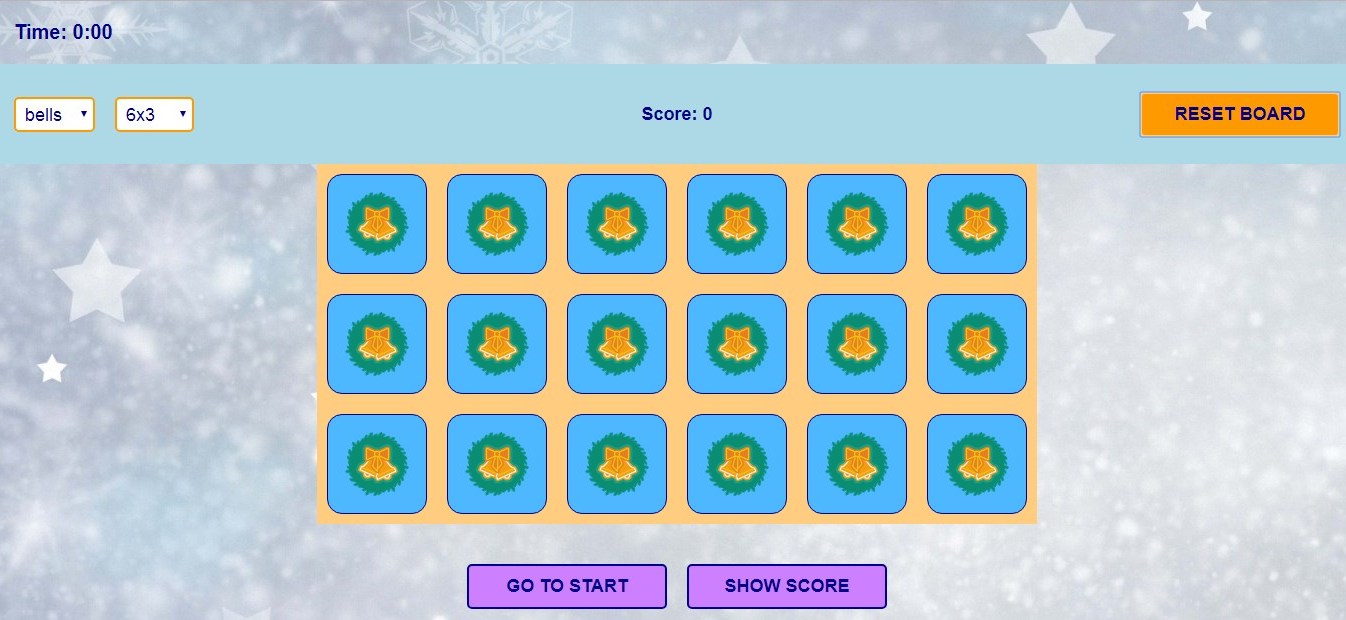 Time: 0:00
bells
6x3
Score: 0
RESET BOARD
GO TO START
SHOW SCORE